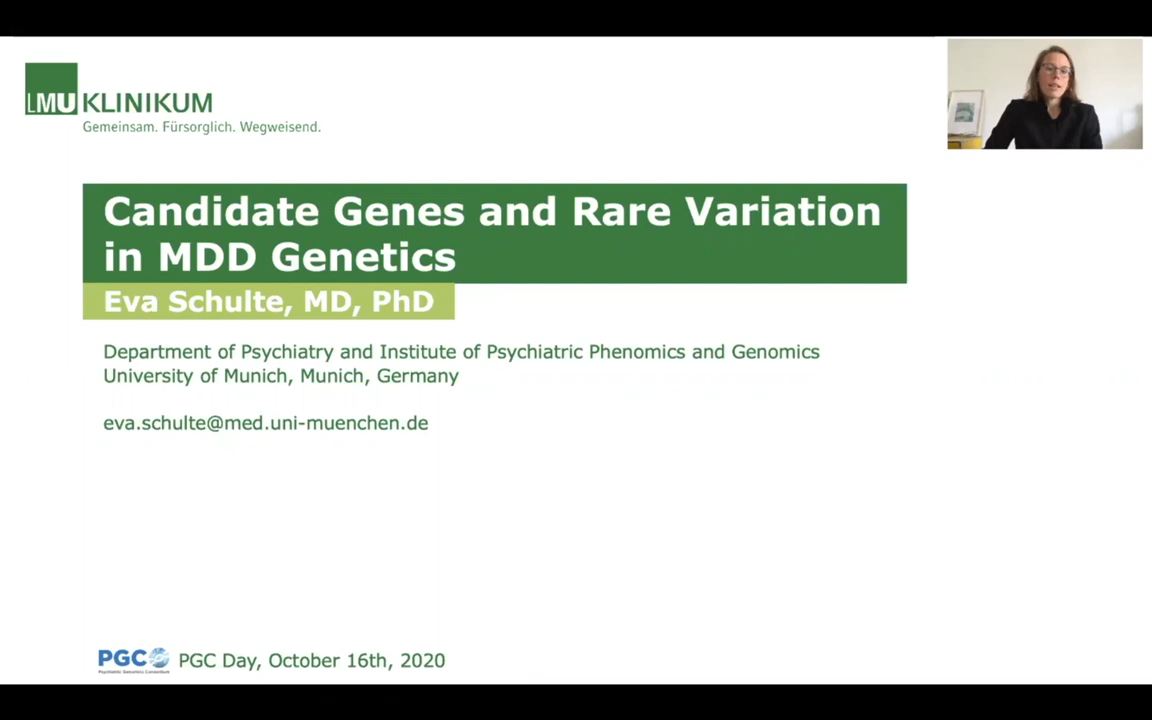 LMU KLINIKUM
Gemeinsam. Fürsorglich. Wegweisend.
Candidate Genes and Rare Variation
in MDD Genetics
Eva Schulte, MD, PhD
Department of Psychiatry and Institute of Psychiatric Phenomics and Genomics
University of Munich, Munich, Germany
eva.schulte@med.uni-muenchen.de
PGC PGC Day, October 16th, 2020
Psychiatric Genomics Consortium